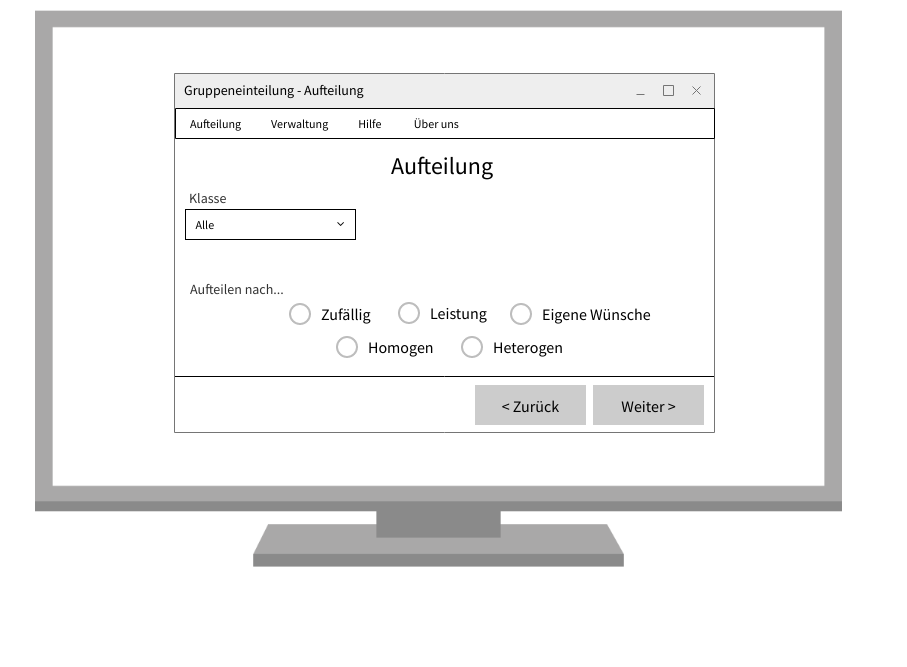 Gruppeneinteilung - Aufteilung
Aufteilung Verwaltung Hilfe Über uns
Aufteilung
Klasse
Alle
Aufteilen nach...
Zufällig Leistung Eigene Wünsche
Homogen Heterogen
< Zurück Weiter >